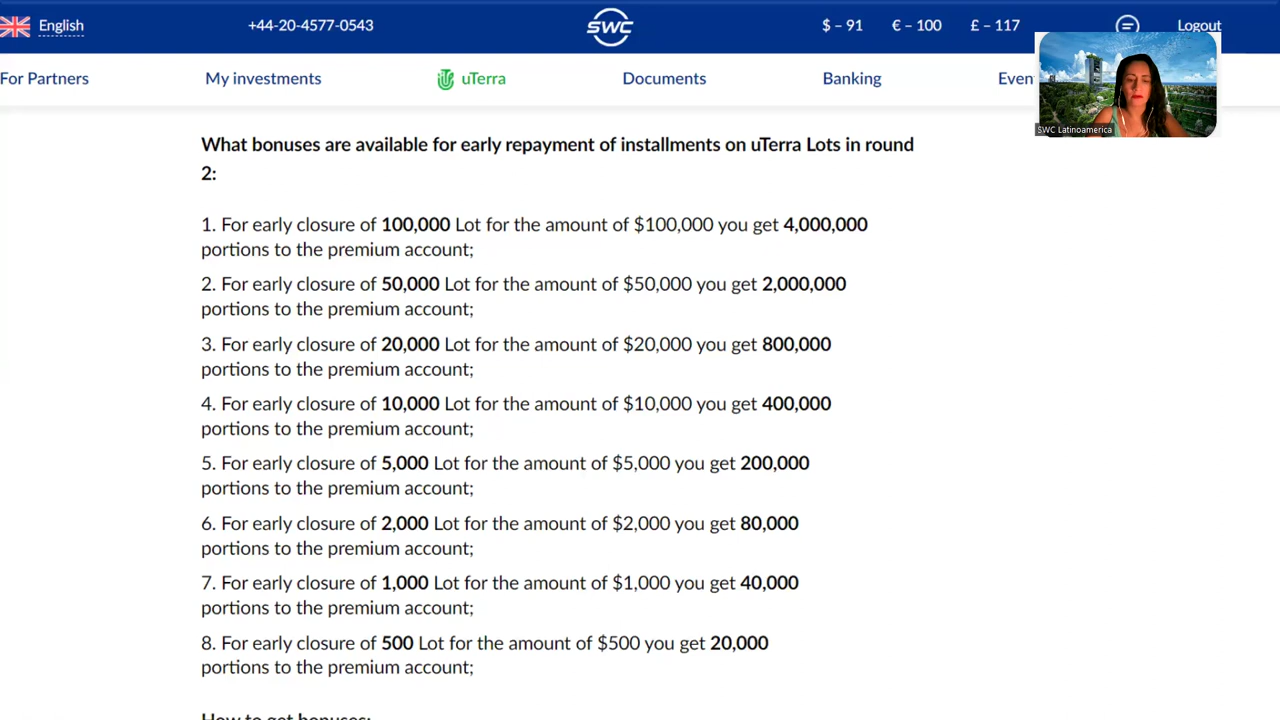 English
+44-20-4577-0543
SWC
$ – 91
€ – 100
£ – 117
Logout
For Partners
My investments
uTerra
Documents
Banking
Even
SWC Latinoamerica
What bonuses are available for early repayment of installments on uTerra Lots in round
2:
1. For early closure of 100,000 Lot for the amount of $100,000 you get 4,000,000
portions to the premium account;
2. For early closure of 50,000 Lot for the amount of $50,000 you get 2,000,000
portions to the premium account;
3. For early closure of 20,000 Lot for the amount of $20,000 you get 800,000
portions to the premium account;
4. For early closure of 10,000 Lot for the amount of $10,000 you get 400,000
portions to the premium account;
5. For early closure of 5,000 Lot for the amount of $5,000 you get 200,000
portions to the premium account;
6. For early closure of 2,000 Lot for the amount of $2,000 you get 80,000
portions to the premium account;
7. For early closure of 1,000 Lot for the amount of $1,000 you get 40,000
portions to the premium account;
8. For early closure of 500 Lot for the amount of $500 you get 20,000
portions to the premium account;
How to get bonuses: